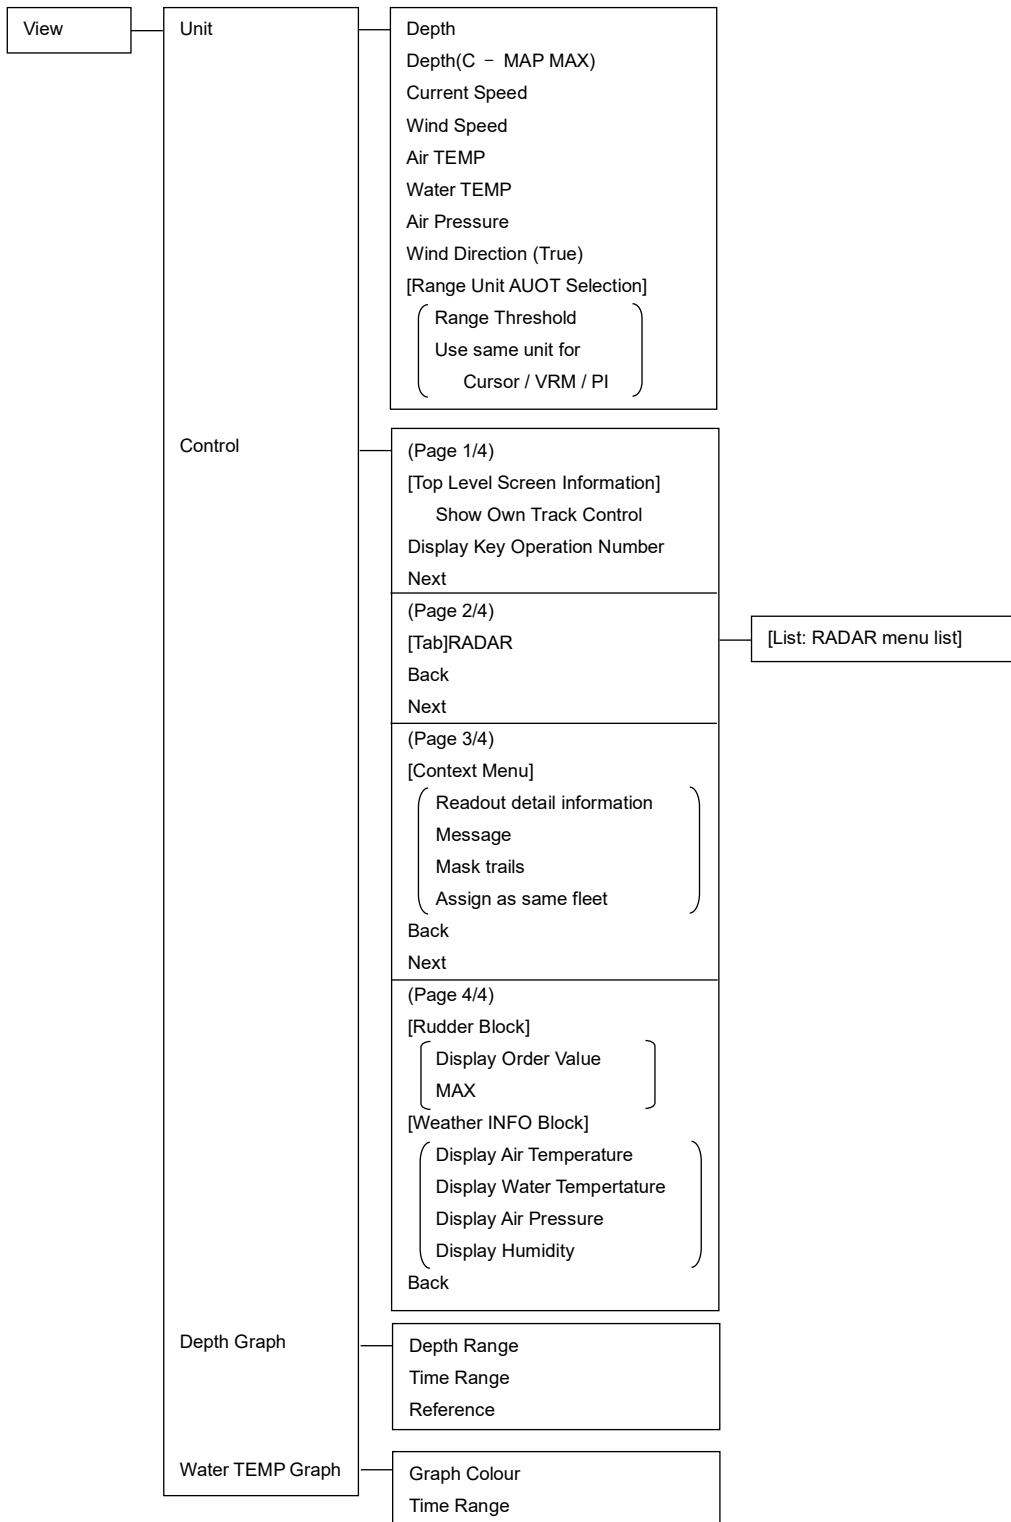 View
Unit
Depth
Depth(C － MAP MAX)
Current Speed
Wind Speed
Air TEMP
Water TEMP
Air Pressure
Wind Direction (True)
[Range Unit AUOT Selection]
Range Threshold
Use same unit for
Cursor / VRM / PI
Control
(Page 1/4)
[Top Level Screen Information]
Show Own Track Control
Display Key Operation Number
Next
(Page 2/4)
[Tab]RADAR
[List: RADAR menu list]
Back
Next
(Page 3/4)
[Context Menu]
Readout detail information
Message
Mask trails
Assign as same fleet
Back
Next
(Page 4/4)
[Rudder Block]
Display Order Value
MAX
[Weather INFO Block]
Display Air Temperature
Display Water Tempertature
Display Air Pressure
Display Humidity
Back
Depth Graph
Depth Range
Time Range
Reference
Water TEMP Graph
Graph Colour
Time Range